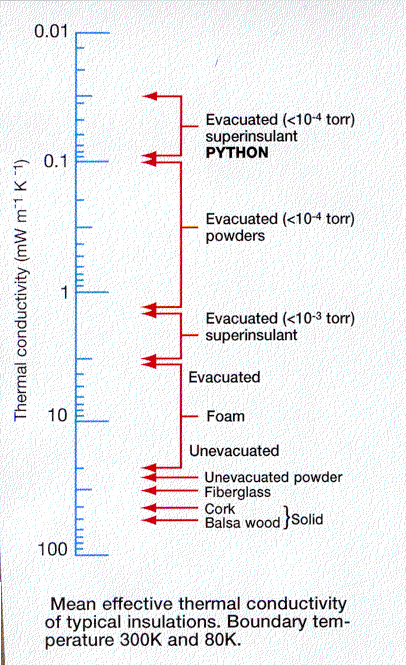 0.01
0.1
1
10
100
Thermal conductivity (mW m⁻¹ K⁻¹)
Evacuated (<10⁻⁴ torr)
superinsulant
PYTHON
Evacuated (<10⁻⁴ torr)
powders
Evacuated (<10⁻³ torr)
superinsulant
Evacuated
Foam
Unevacuated
Unevacuated powder
Fiberglass
Cork
Balsa wood } Solid
Mean effective thermal conductivity
of typical insulations. Boundary tem-
perature 300K and 80K.